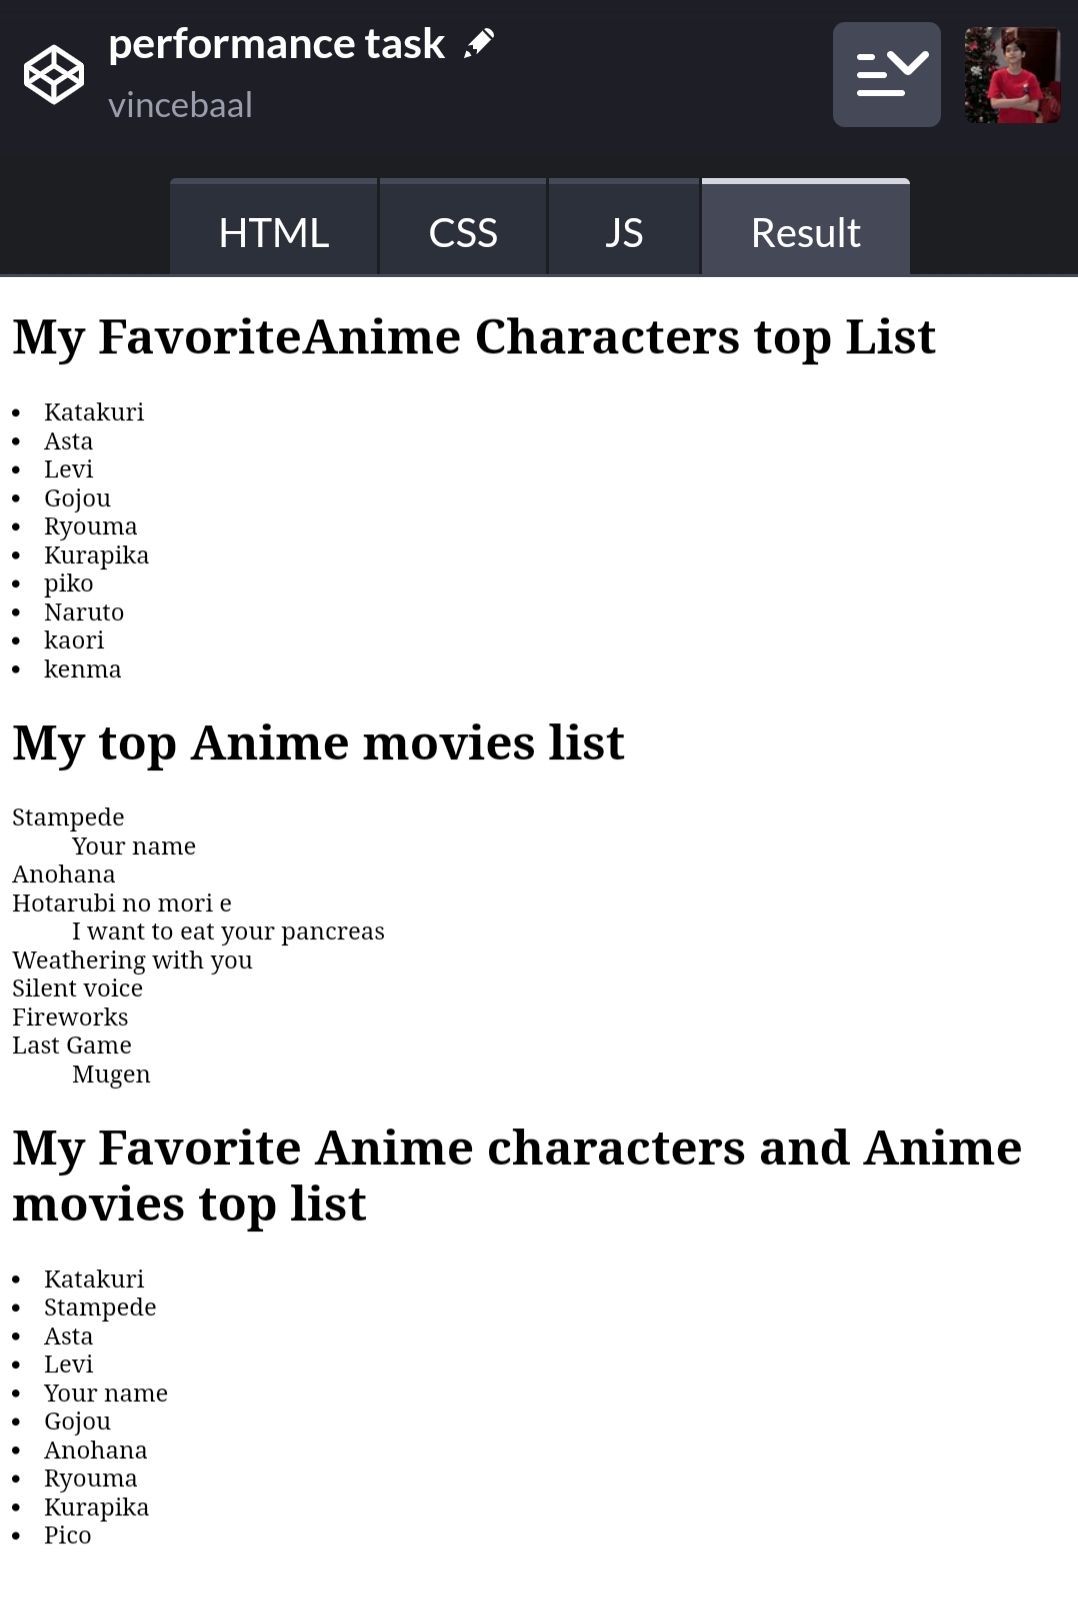 performance task
vincebaal
HTML CSS JS Result
My FavoriteAnime Characters top List
• Katakuri
• Asta
• Levi
• Gojou
• Ryouma
• Kurapika
• piko
• Naruto
• kaori
• kenma
My top Anime movies list
Stampede
Your name
Anohana
Hotarubi no mori e
I want to eat your pancreas
Weathering with you
Silent voice
Fireworks
Last Game
Mugen
My Favorite Anime characters and Anime
movies top list
• Katakuri
• Stampede
• Asta
• Levi
• Your name
• Gojou
• Anohana
• Ryouma
• Kurapika
• Pico